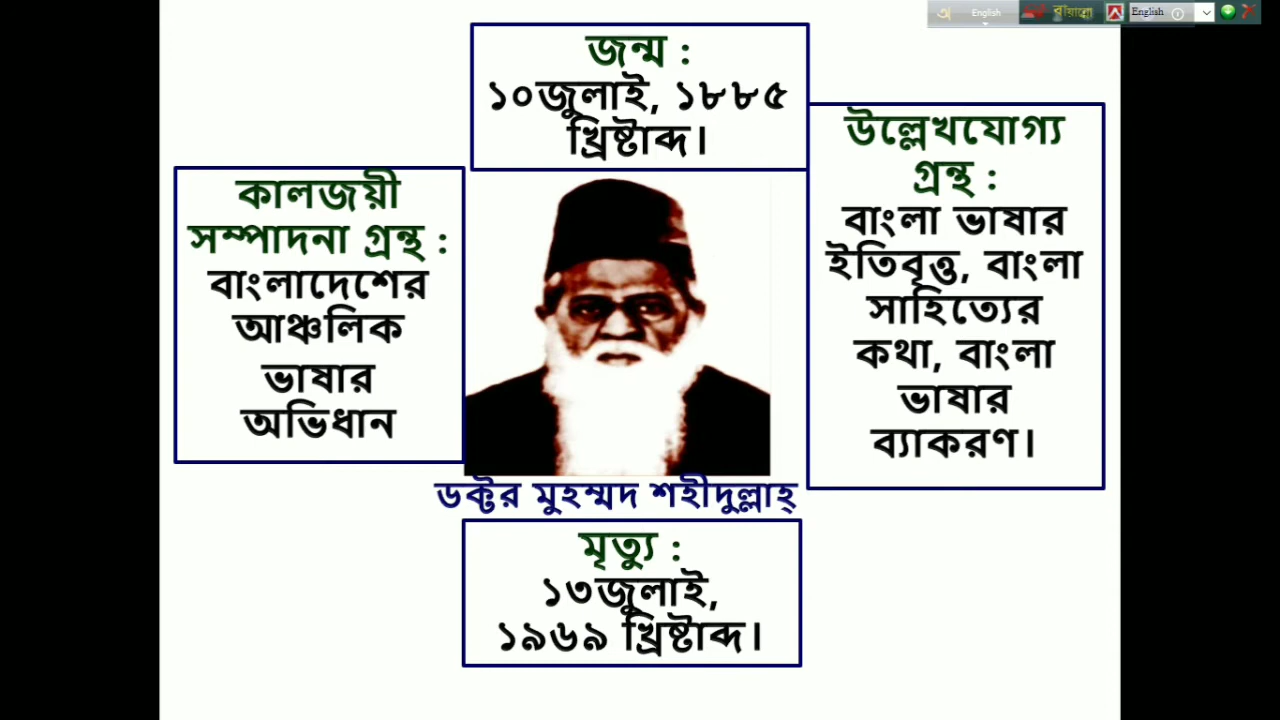 English
বায়ান্নো
English
জন্ম :
১০জুলাই, ১৮৮৫
খ্রিষ্টাব্দ।
উল্লেখযোগ্য
গ্রন্থ :
বাংলা ভাষার
ইতিবৃত্ত, বাংলা
সাহিত্যের
কথা, বাংলা
ভাষার
ব্যাকরণ।
কালজয়ী
সম্পাদনা গ্রন্থ :
বাংলাদেশের
আঞ্চলিক
ভাষার
অভিধান
ডক্টর মুহম্মদ শহীদুল্লাহ্
মৃত্যু :
১৩জুলাই,
১৯৬৯ খ্রিষ্টাব্দ।